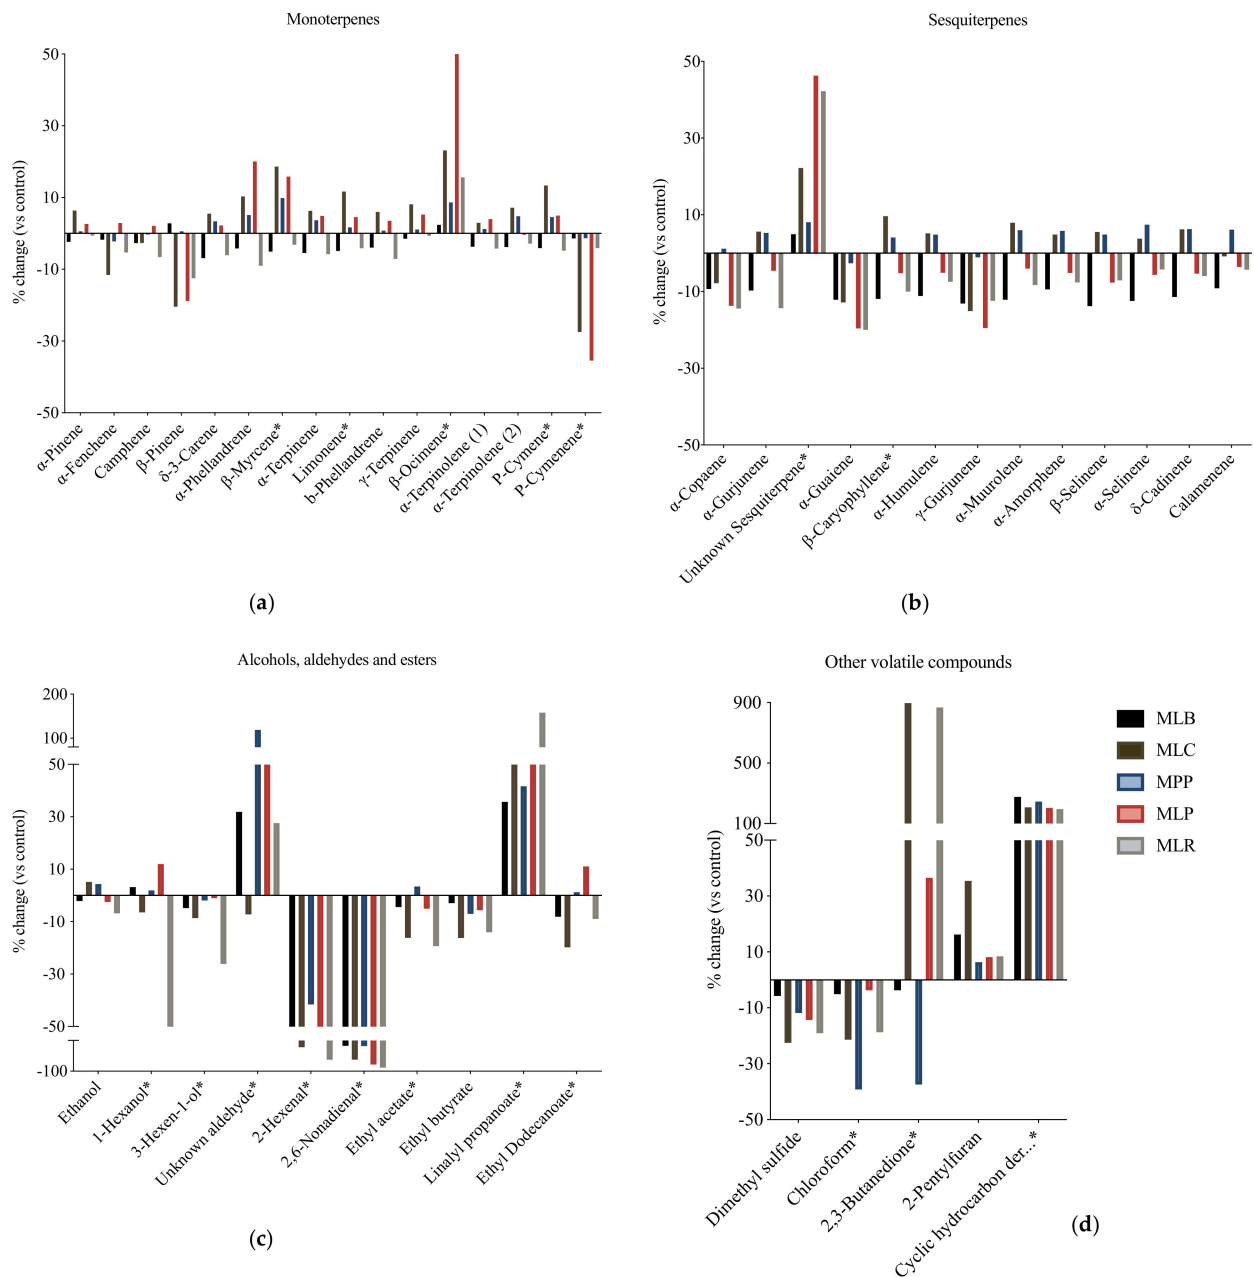 Monoterpenes
% change (vs control)
50
30
10
-10
-30
-50
α-Pinene
α-Fenchene
Camphene
β-Pinene
δ-3-Carene
α-Phellandrene
β-Myrcene*
α-Terpinene
Limonene*
b-Phellandrene
γ-Terpinene
β-Ocinene*
α-Terpinolene (1)
α-Terpinolene (2)
P-Cymene*
P-Cymenene*
(a)
Sesquiterpenes
% change (vs control)
50
30
10
-10
-30
-50
α-Copaene
α-Gurjunene
Unknown Sesquiterpene*
α-Guaiene
β-Caryophyllene*
α-Humulene
γ-Gurjunene
α-Muurolene
α-Amorphene
β-Selinene
α-Selinene
δ-Cadinene
Calamenene
(b)
Alcohols, aldehydes and esters
% change (vs control)
200
100
50
30
10
-10
-30
-50
-100
Ethanol
1-Hexanol*
3-Hexen-1-ol*
Unknown aldehyde*
2-Hexenal*
2,6-Nonadienal*
Ethyl acetate*
Ethyl butyrate
Linalyl propanoate*
Ethyl Dodecanoate*
(c)
Other volatile compounds
% change (vs control)
900
500
100
50
30
10
-10
-30
-50
Dimethyl sulfide
Chloroform*
2,3-Butanedione*
2-Pentylfuran
Cyclic hydrocarbon der...*
(d)
MLB
MLC
MPP
MLP
MLR